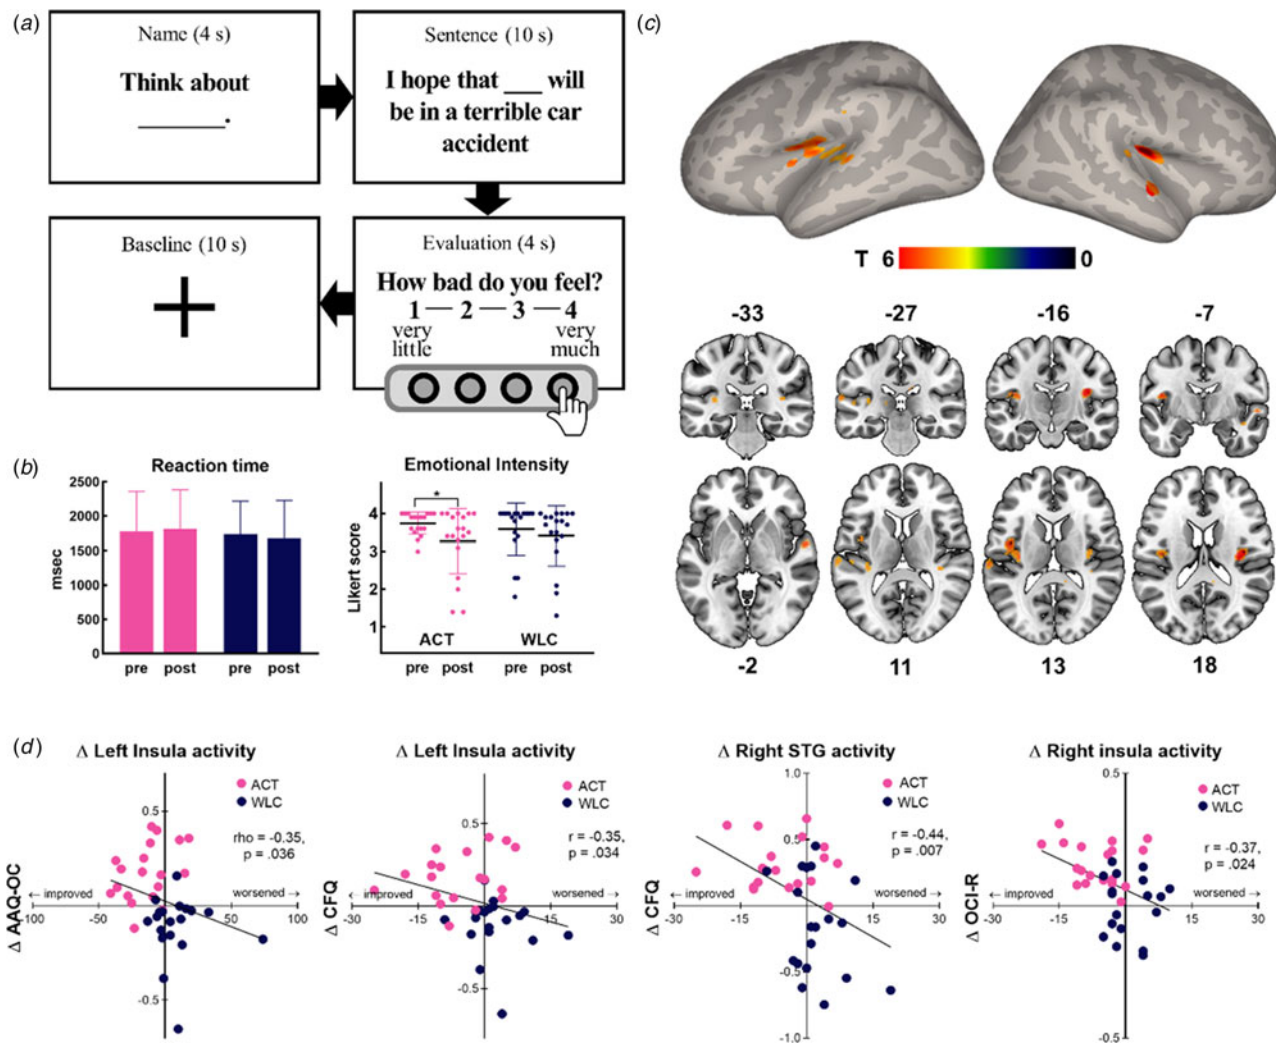 (a)
Name (4 s)
Think about
________.
Sentence (10 s)
I hope that ___ will
be in a terrible car
accident
Baseline (10 s)
Evaluation (4 s)
How bad do you feel?
1 — 2 — 3 — 4
very little
very much
(b)
Reaction time
msec
2500
2000
1500
1000
500
0
pre post pre post
Emotional Intensity
Likert score
4
3
2
1
*
ACT WLC
pre post pre post
(c)
T 6 0
-33 -27 -16 -7
-2 11 13 18
(d)
Δ Left Insula activity
ACT
WLC
rho = -0.35,
p = .036
← improved
worsened →
Δ AAQ-OC
0.5
-0.5
-100 -50 50 100
Δ Left Insula activity
ACT
WLC
r = -0.35,
p = .034
← improved
worsened →
Δ CFQ
0.5
-0.5
-30 -15 15 30
Δ Right STG activity
ACT
WLC
r = -0.44,
p = .007
← improved
worsened →
Δ CFQ
1.0
0.5
-0.5
-1.0
-30 -15 15 30
Δ Right insula activity
ACT
WLC
r = -0.37,
p = .024
← improved
worsened →
Δ OCI-R
0.5
-0.5
-30 -15 15 30